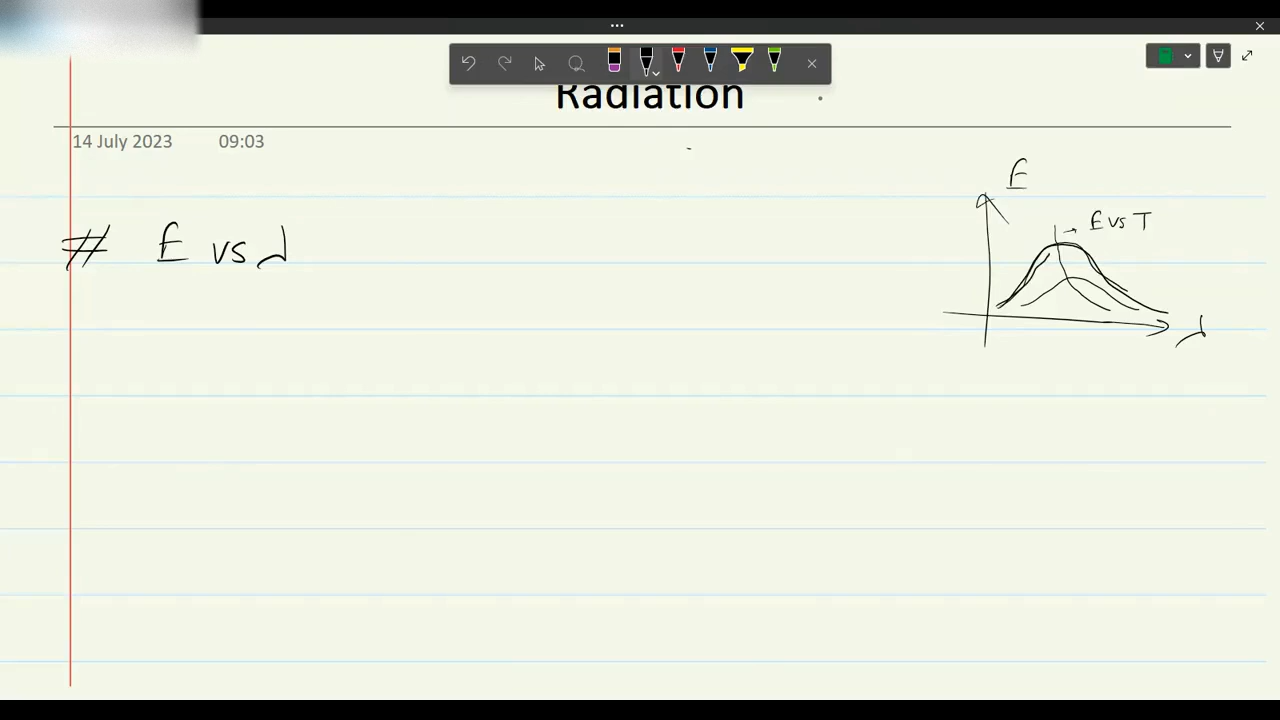 Radiation
14 July 2023 09:03
# E vs λ
E
→ E vs T
λ